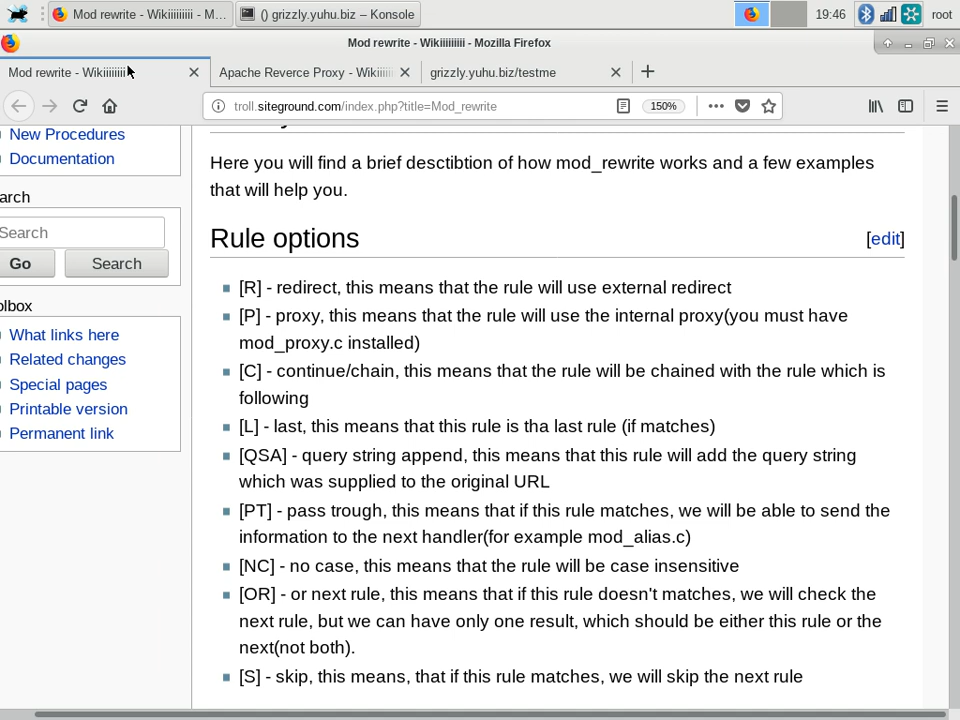 Mod rewrite - Wikiiiiiiiii - M...
() grizzly.yuhu.biz – Konsole
19:46
root
Mod rewrite - Wikiiiiiiiii - Mozilla Firefox
Mod rewrite - Wikiiiiiiii
Apache Reverce Proxy - Wikiiiii
grizzly.yuhu.biz/testme
troll.siteground.com/index.php?title=Mod_rewrite
150%
New Procedures
Documentation
arch
Search
Go
Search
olbox
What links here
Related changes
Special pages
Printable version
Permanent link
Here you will find a brief desctibtion of how mod_rewrite works and a few examples
that will help you.
Rule options
[edit]
[R] - redirect, this means that the rule will use external redirect
[P] - proxy, this means that the rule will use the internal proxy(you must have
mod_proxy.c installed)
[C] - continue/chain, this means that the rule will be chained with the rule which is
following
[L] - last, this means that this rule is tha last rule (if matches)
[QSA] - query string append, this means that this rule will add the query string
which was supplied to the original URL
[PT] - pass trough, this means that if this rule matches, we will be able to send the
information to the next handler(for example mod_alias.c)
[NC] - no case, this means that the rule will be case insensitive
[OR] - or next rule, this means that if this rule doesn't matches, we will check the
next rule, but we can have only one result, which should be either this rule or the
next(not both).
[S] - skip, this means, that if this rule matches, we will skip the next rule